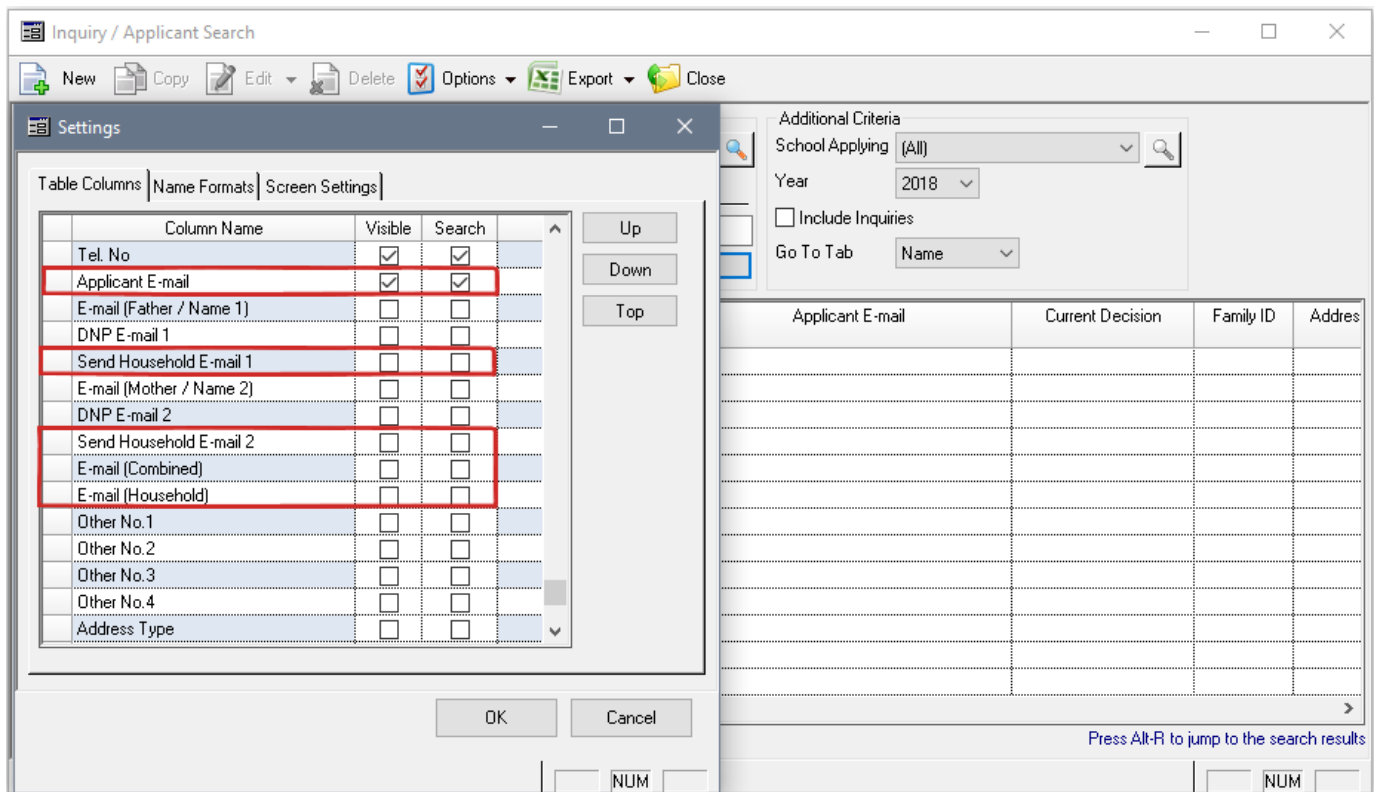 Inquiry / Applicant Search
New Copy Edit Delete Options Export Close
Settings
Table Columns Name Formats Screen Settings
Column Name Visible Search
Tel. No
Applicant E-mail
E-mail (Father / Name 1)
DNP E-mail 1
Send Household E-mail 1
E-mail (Mother / Name 2)
DNP E-mail 2
Send Household E-mail 2
E-mail (Combined)
E-mail (Household)
Other No.1
Other No.2
Other No.3
Other No.4
Address Type
Up
Down
Top
OK Cancel
NUM
Additional Criteria
School Applying (All)
Year 2018
Include Inquiries
Go To Tab Name
Applicant E-mail Current Decision Family ID Addres
Press Alt-R to jump to the search results
NUM